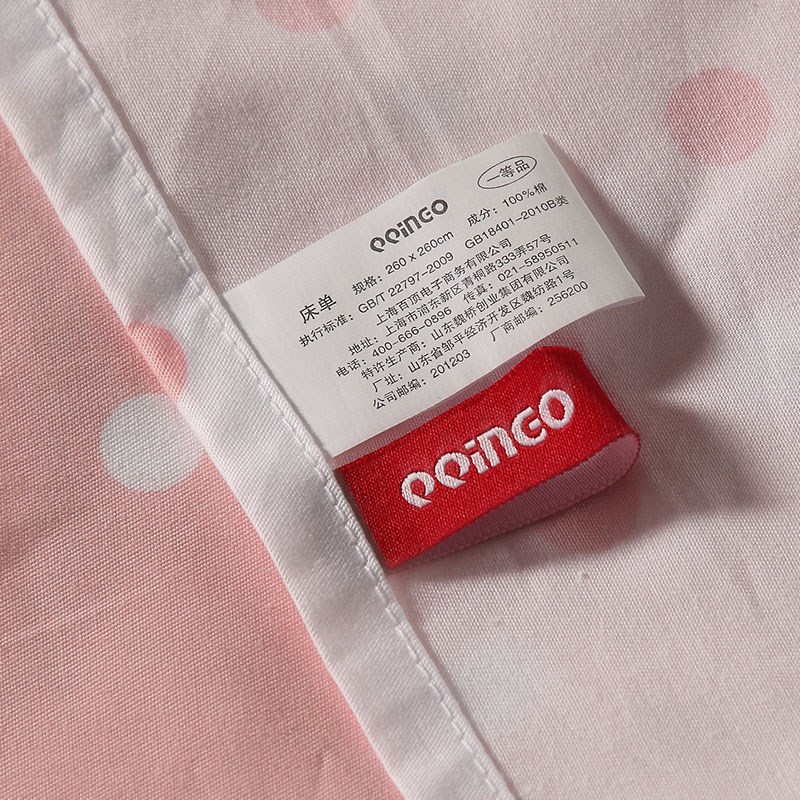 一等品
QQinGO
床单 规格：260 x 260cm 成分：100%棉
执行标准：GB/T 22797-2009 GB18401-2010B类
上海百顶电子商务有限公司
地址：上海市浦东新区青桐路333弄57号
电话：400-666-0896 传真：021-58950511
特许生产商：山东魏桥创业集团有限公司
厂址：山东省邹平经济开发区魏纺路1号
公司邮编：201203 厂商邮编：256200
QQinGO